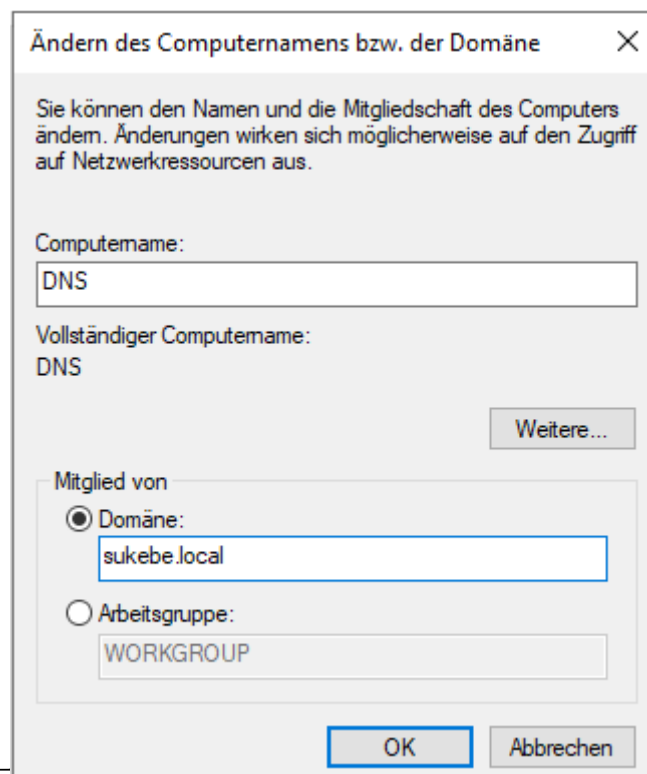 Ändern des Computernamens bzw. der Domäne
Sie können den Namen und die Mitgliedschaft des Computers
ändern. Änderungen wirken sich möglicherweise auf den Zugriff
auf Netzwerkressourcen aus.
Computername:
DNS
Vollständiger Computername:
DNS
Weitere...
Mitglied von
Domäne:
sukebe.local
Arbeitsgruppe:
WORKGROUP
OK Abbrechen